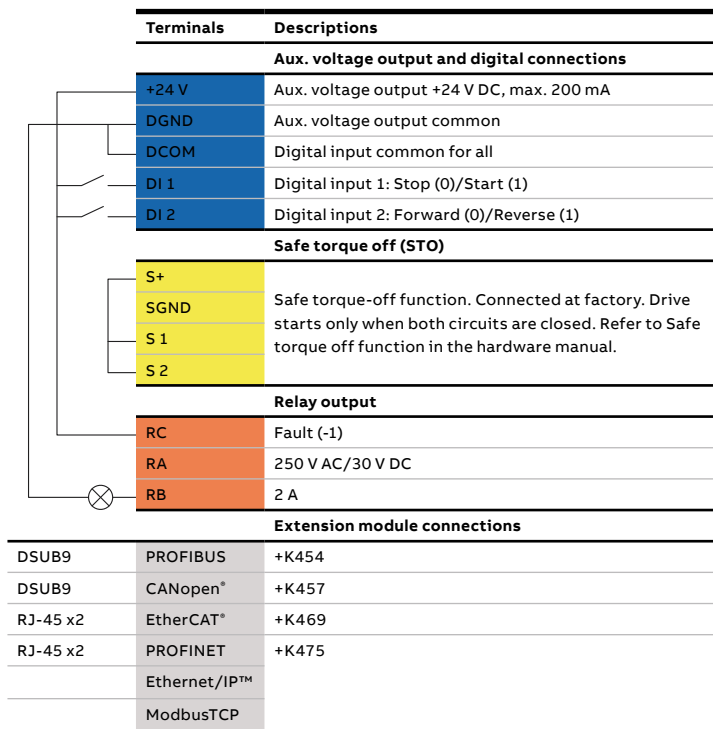 Terminals Descriptions
Aux. voltage output and digital connections
+24 V Aux. voltage output +24 V DC, max. 200 mA
DGND Aux. voltage output common
DCOM Digital input common for all
DI 1 Digital input 1: Stop (0)/Start (1)
DI 2 Digital input 2: Forward (0)/Reverse (1)
Safe torque off (STO)
S+
SGND
S 1
S 2
Safe torque-off function. Connected at factory. Drive
starts only when both circuits are closed. Refer to Safe
torque off function in the hardware manual.
Relay output
RC Fault (-1)
RA 250 V AC/30 V DC
RB 2 A
Extension module connections
DSUB9 PROFIBUS +K454
DSUB9 CANopen® +K457
RJ-45 x2 EtherCAT® +K469
RJ-45 x2 PROFINET +K475
Ethernet/IP™
ModbusTCP